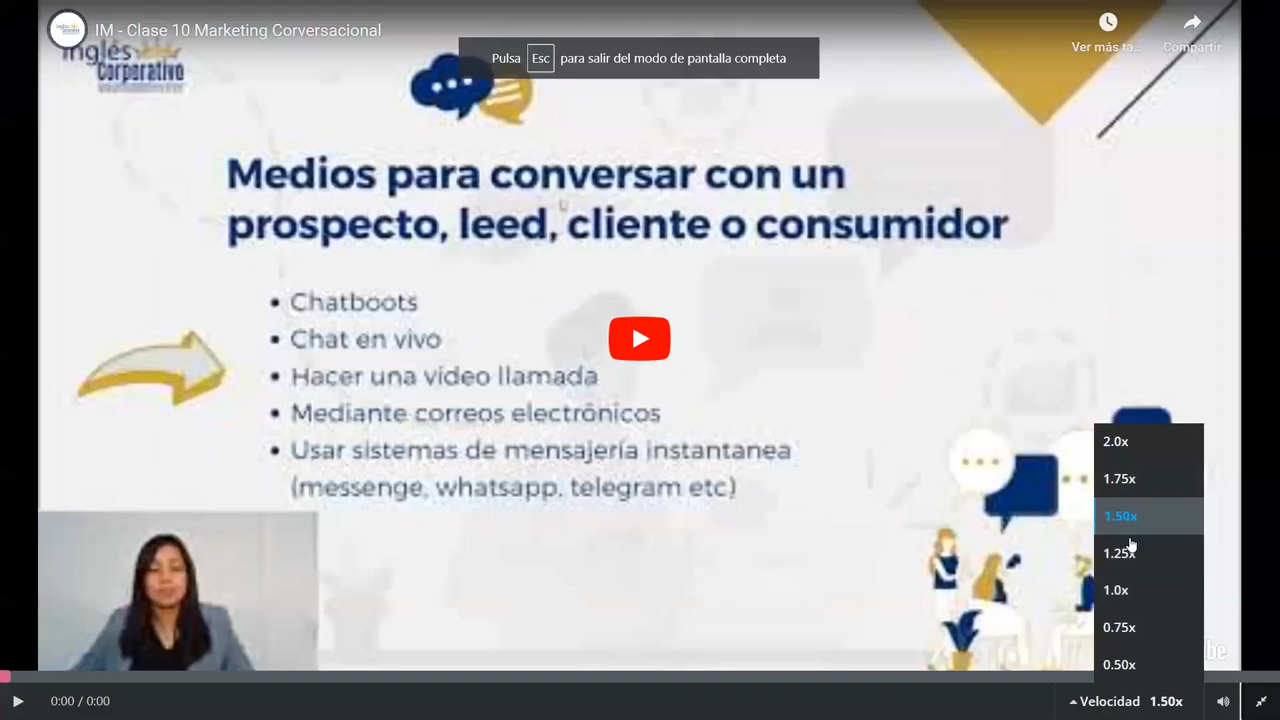 IM - Clase 10 Marketing Corversacional
Ver más ta...
Compartir
Inglés
Corporativo
Pulsa Esc para salir del modo de pantalla completa
Medios para conversar con un
prospecto, leed, cliente o consumidor
• Chatboots
• Chat en vivo
• Hacer una vídeo llamada
• Mediante correos electrónicos
• Usar sistemas de mensajería instantanea
(messenge, whatsapp, telegram etc)
2.0x
1.75x
1.50x
1.25x
1.0x
0.75x
0.50x
0:00 / 0:00
Velocidad 1.50x